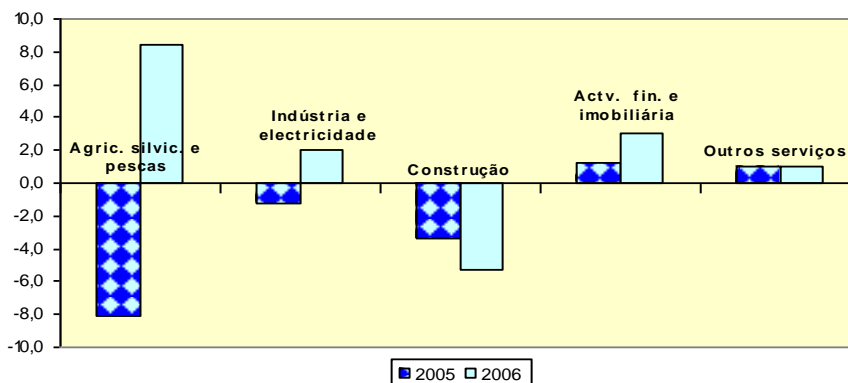 10,0
8,0
6,0
4,0
2,0
0,0
-2,0
-4,0
-6,0
-8,0
-10,0
Agric. silvic. e
pescas
Indústria e
electricidade
Construção
Actv. fin. e
imobiliária
Outros serviços
2005 2006